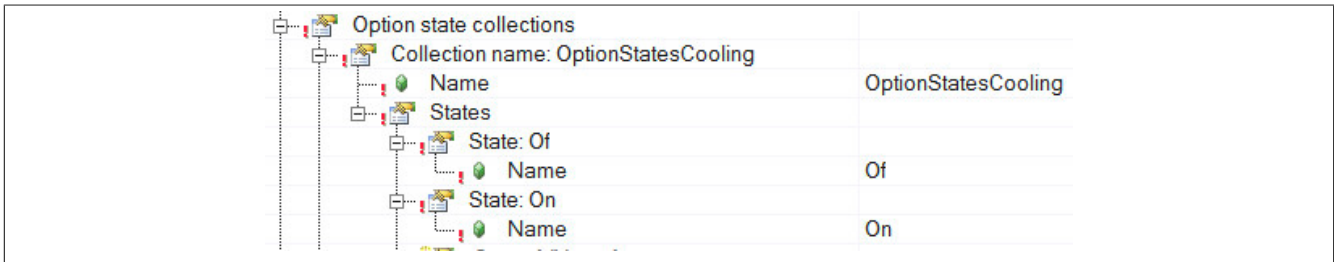 Option state collections
Collection name: OptionStatesCooling
Name OptionStatesCooling
States
State: Of
Name Of
State: On
Name On